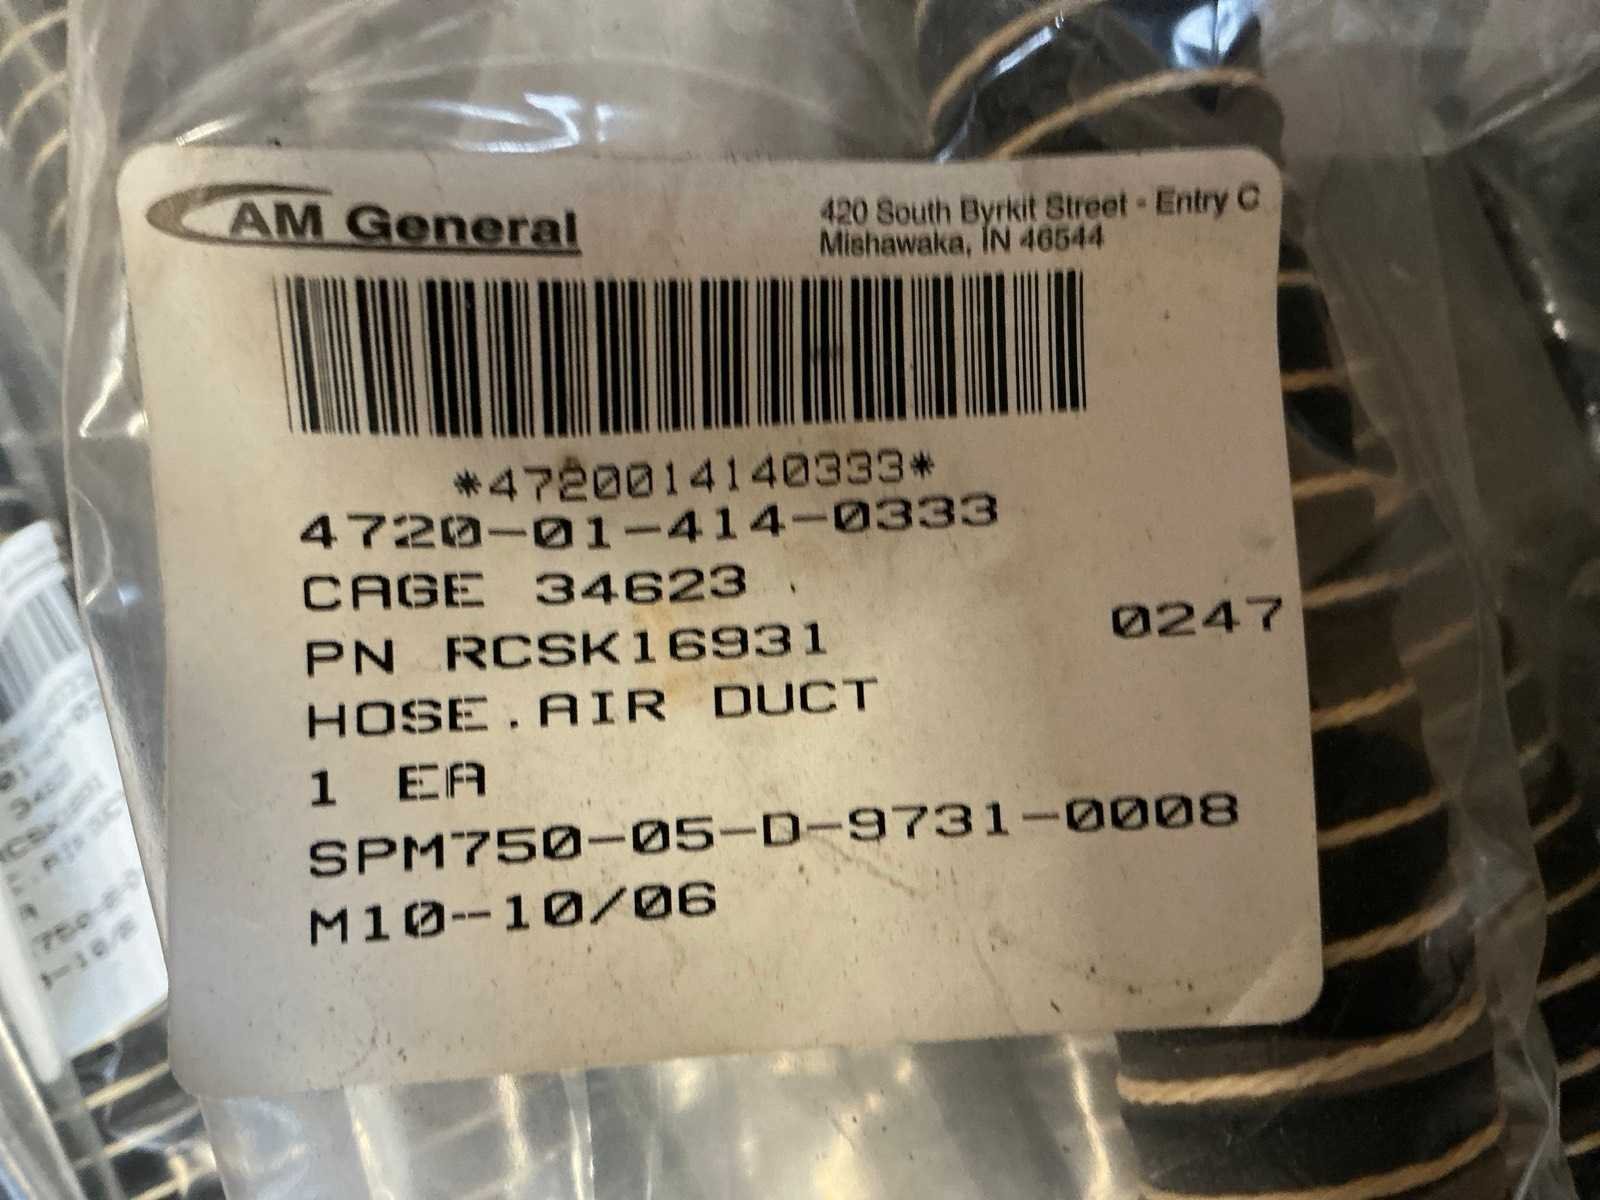 AM General
420 South Byrkit Street - Entry C
Mishawaka, IN 46544
*4720014140333*
4720-01-414-0333
CAGE 34623
PN RCSK16931 0247
HOSE.AIR DUCT
1 EA
SPM750-05-D-9731-0008
M10-10/06